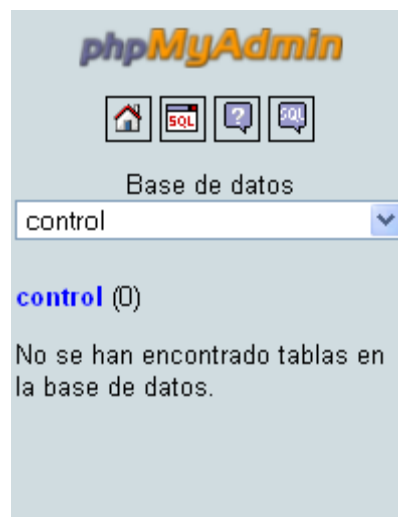 phpMyAdmin
SQL ? SQL
Base de datos
control
control (0)
No se han encontrado tablas en
la base de datos.